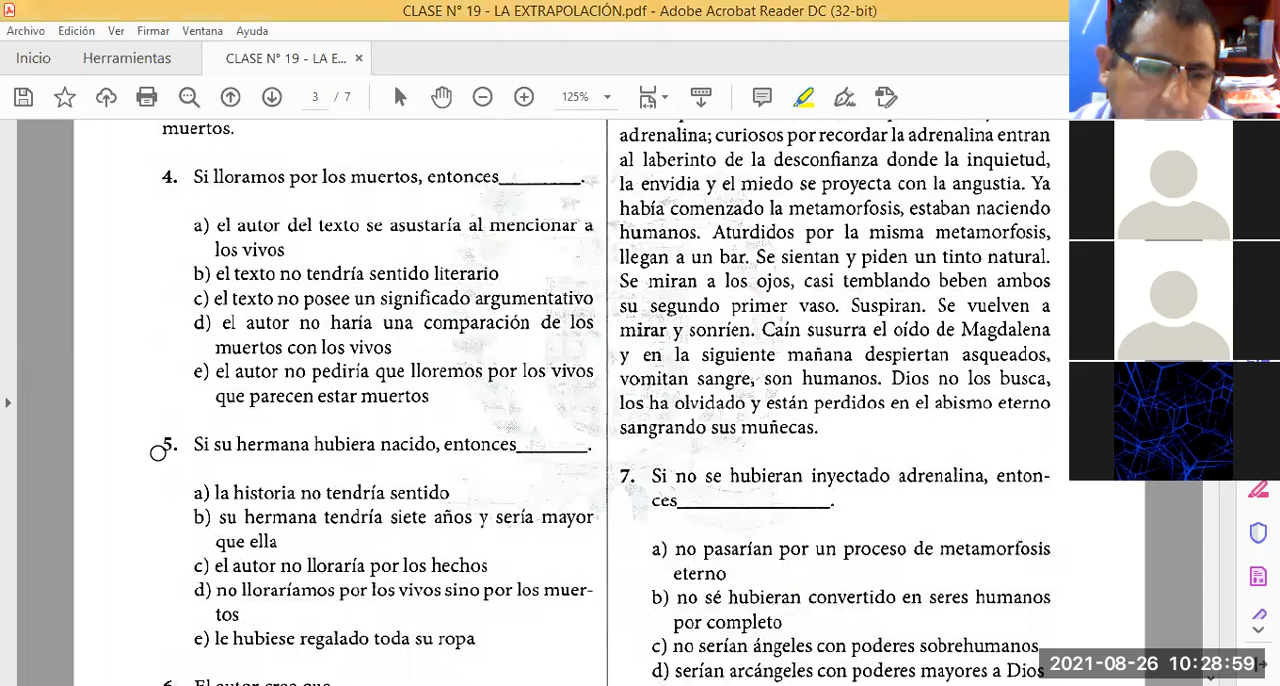 CLASE N° 19 - LA EXTRAPOLACIÓN.pdf - Adobe Acrobat Reader DC (32-bit)
Archivo Edición Ver Firmar Ventana Ayuda
Inicio Herramientas CLASE N° 19 - LA E... ×
3 / 7 125%
muertos.
4. Si lloramos por los muertos, entonces_________.
a) el autor del texto se asustaría al mencionar a
los vivos
b) el texto no tendría sentido literario
c) el texto no posee un significado argumentativo
d) el autor no haría una comparación de los
muertos con los vivos
e) el autor no pediría que lloremos por los vivos
que parecen estar muertos
5. Si su hermana hubiera nacido, entonces________.
a) la historia no tendría sentido
b) su hermana tendría siete años y sería mayor
que ella
c) el autor no lloraría por los hechos
d) no lloraríamos por los vivos sino por los muer-
tos
e) le hubiese regalado toda su ropa
6. El autor cree que
adrenalina; curiosos por recordar la adrenalina entran
al laberinto de la desconfianza donde la inquietud,
la envidia y el miedo se proyecta con la angustia. Ya
había comenzado la metamorfosis, estaban naciendo
humanos. Aturdidos por la misma metamorfosis,
llegan a un bar. Se sientan y piden un tinto natural.
Se miran a los ojos, casi temblando beben ambos
su segundo primer vaso. Suspiran. Se vuelven a
mirar y sonríen. Caín susurra el oído de Magdalena
y en la siguiente mañana despiertan asqueados,
vomitan sangre, son humanos. Dios no los busca,
los ha olvidado y están perdidos en el abismo eterno
sangrando sus muñecas.
7. Si no se hubieran inyectado adrenalina, enton-
ces_________________.
a) no pasarían por un proceso de metamorfosis
eterno
b) no sé hubieran convertido en seres humanos
por completo
c) no serían ángeles con poderes sobrehumanos
d) serían arcángeles con poderes mayores a Dios
2021-08-26 10:28:59